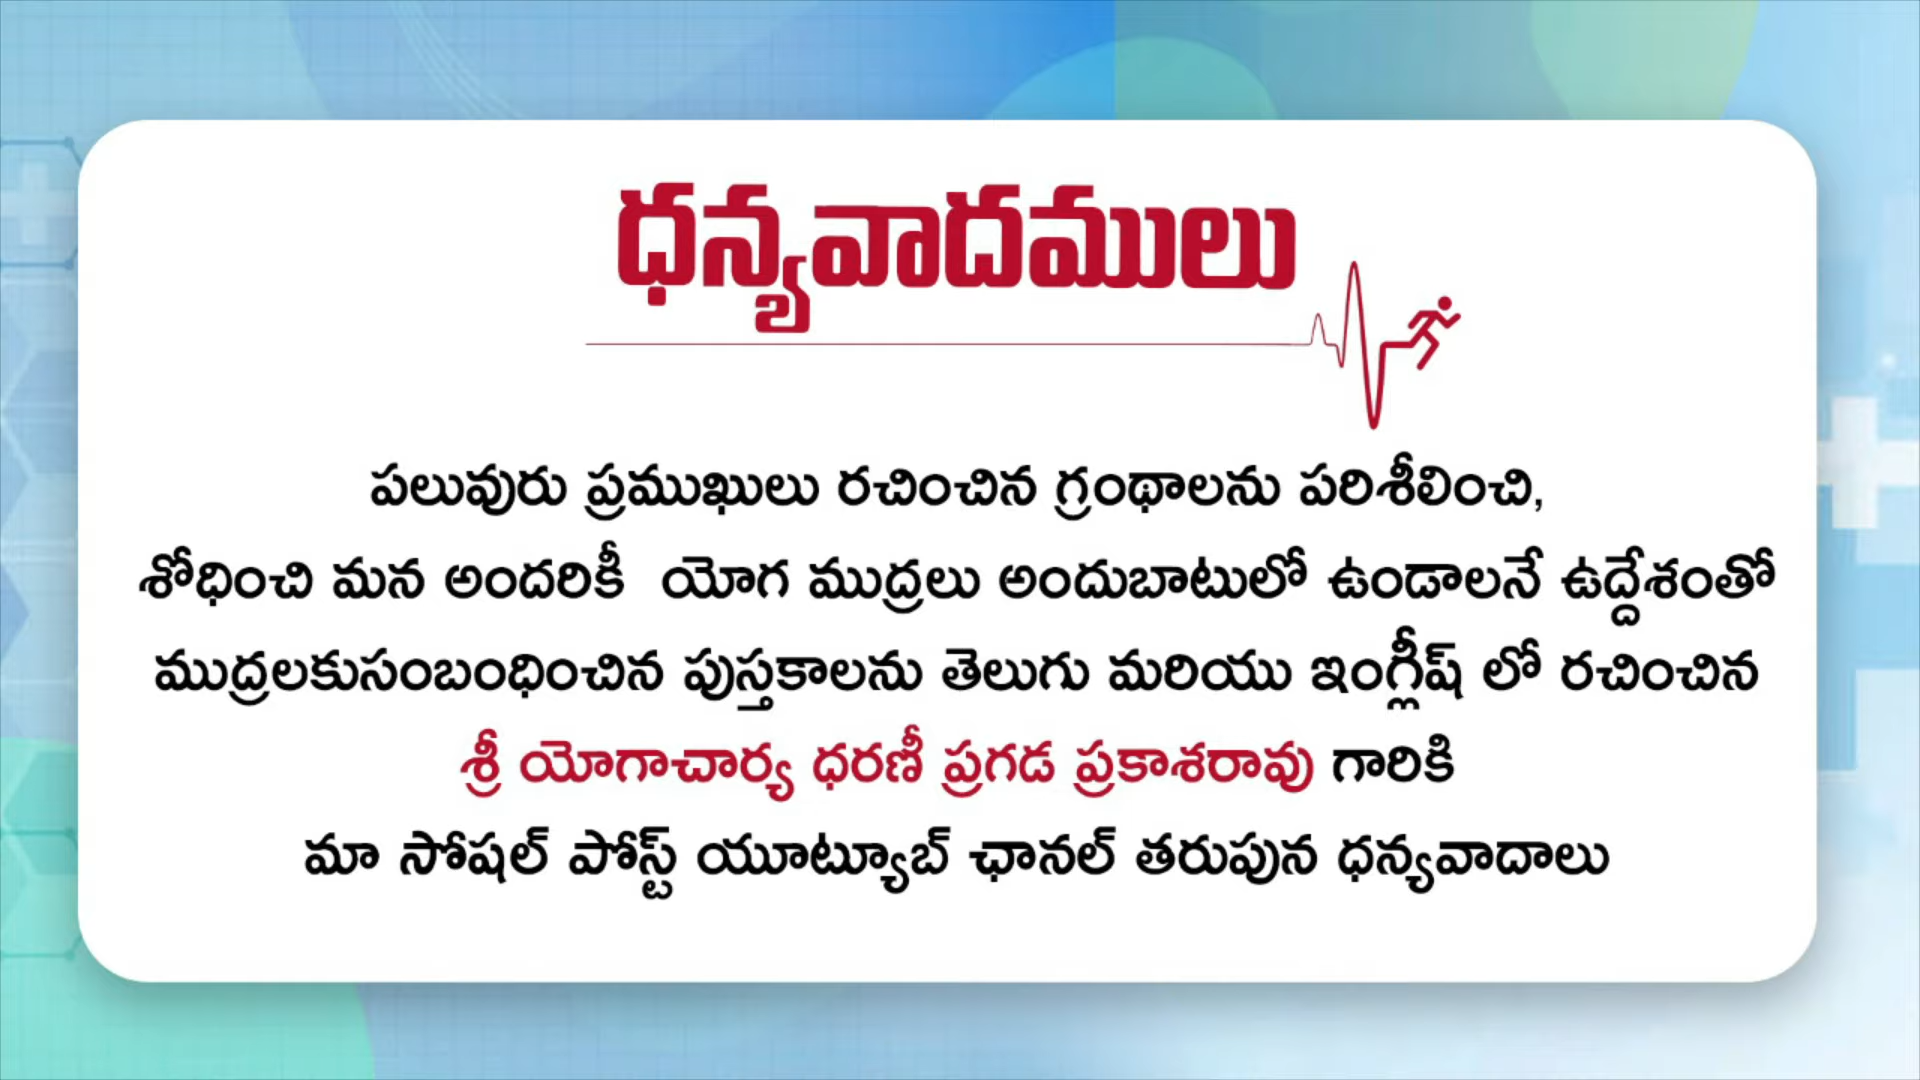 ధన్యవాదములు
పలువురు ప్రముఖులు రచించిన గ్రంథాలను పరిశీలించి,
శోధించి మన అందరికీ యోగ ముద్రలు అందుబాటులో ఉండాలనే ఉద్దేశంతో
ముద్రలకుసంబంధించిన పుస్తకాలను తెలుగు మరియు ఇంగ్లీష్ లో రచించిన
శ్రీ యోగాచార్య ధరణీ ప్రగడ ప్రకాశరావు గారికి
మా సోషల్ పోస్ట్ యూట్యూబ్ ఛానల్ తరుపున ధన్యవాదాలు